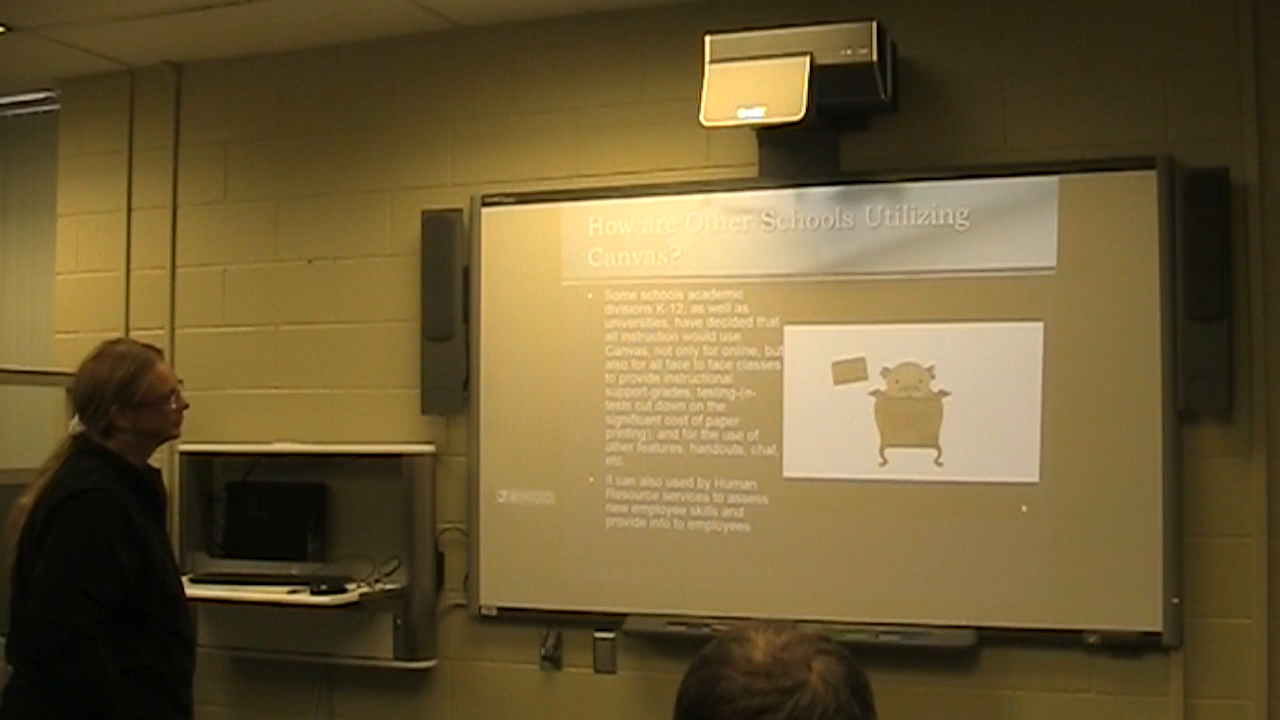 How are Other Schools Utilizing
Canvas?
• Some schools academic
divisions K-12, as well as
universities, have decided that
all instruction would use
Canvas, not only for online, but
also for all face to face classes
to provide instructional
support-grades, testing-(e-
tests cut down on the
significant cost of paper
printing), and for the use of
other features, handouts, chat,
etc.
• It can also used by Human
Resource services to assess
new employee skills and
provide info to employees